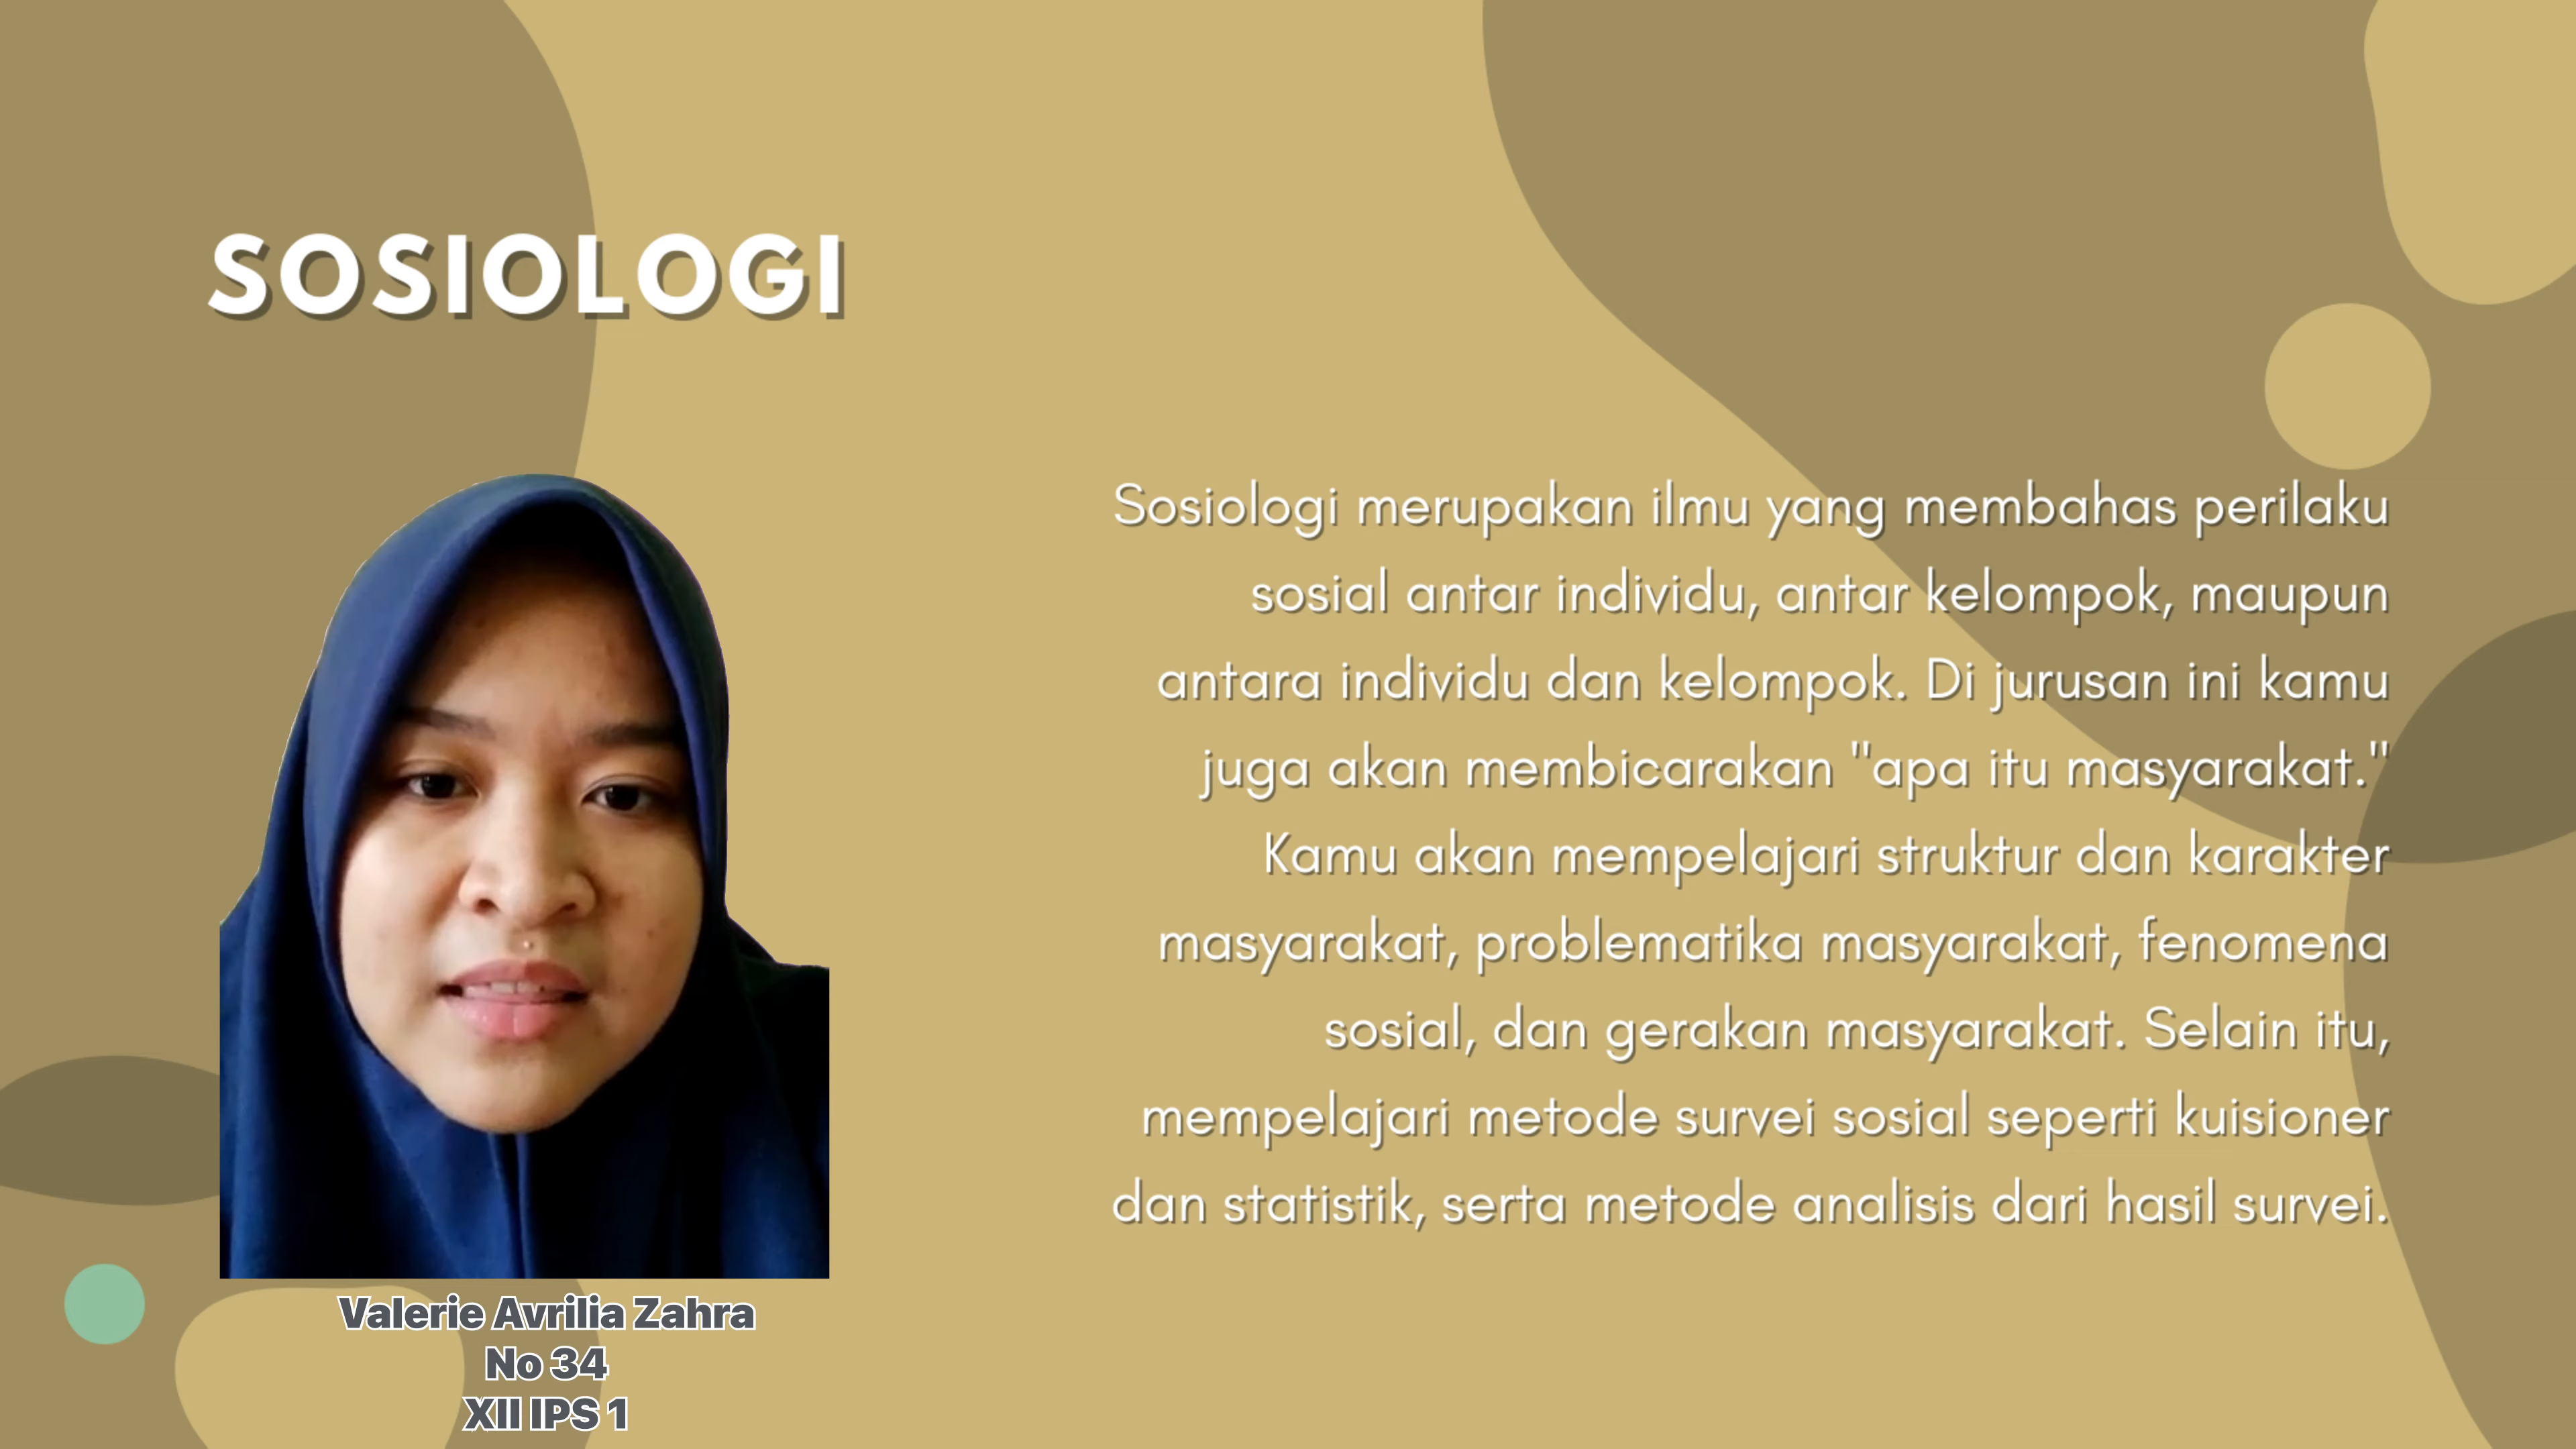 SOSIOLOGI
Sosiologi merupakan ilmu yang membahas perilaku
sosial antar individu, antar kelompok, maupun
antara individu dan kelompok. Di jurusan ini kamu
juga akan membicarakan "apa itu masyarakat."
Kamu akan mempelajari struktur dan karakter
masyarakat, problematika masyarakat, fenomena
sosial, dan gerakan masyarakat. Selain itu,
mempelajari metode survei sosial seperti kuisioner
dan statistik, serta metode analisis dari hasil survei.
Valerie Avrilia Zahra
No 34
XII IPS 1